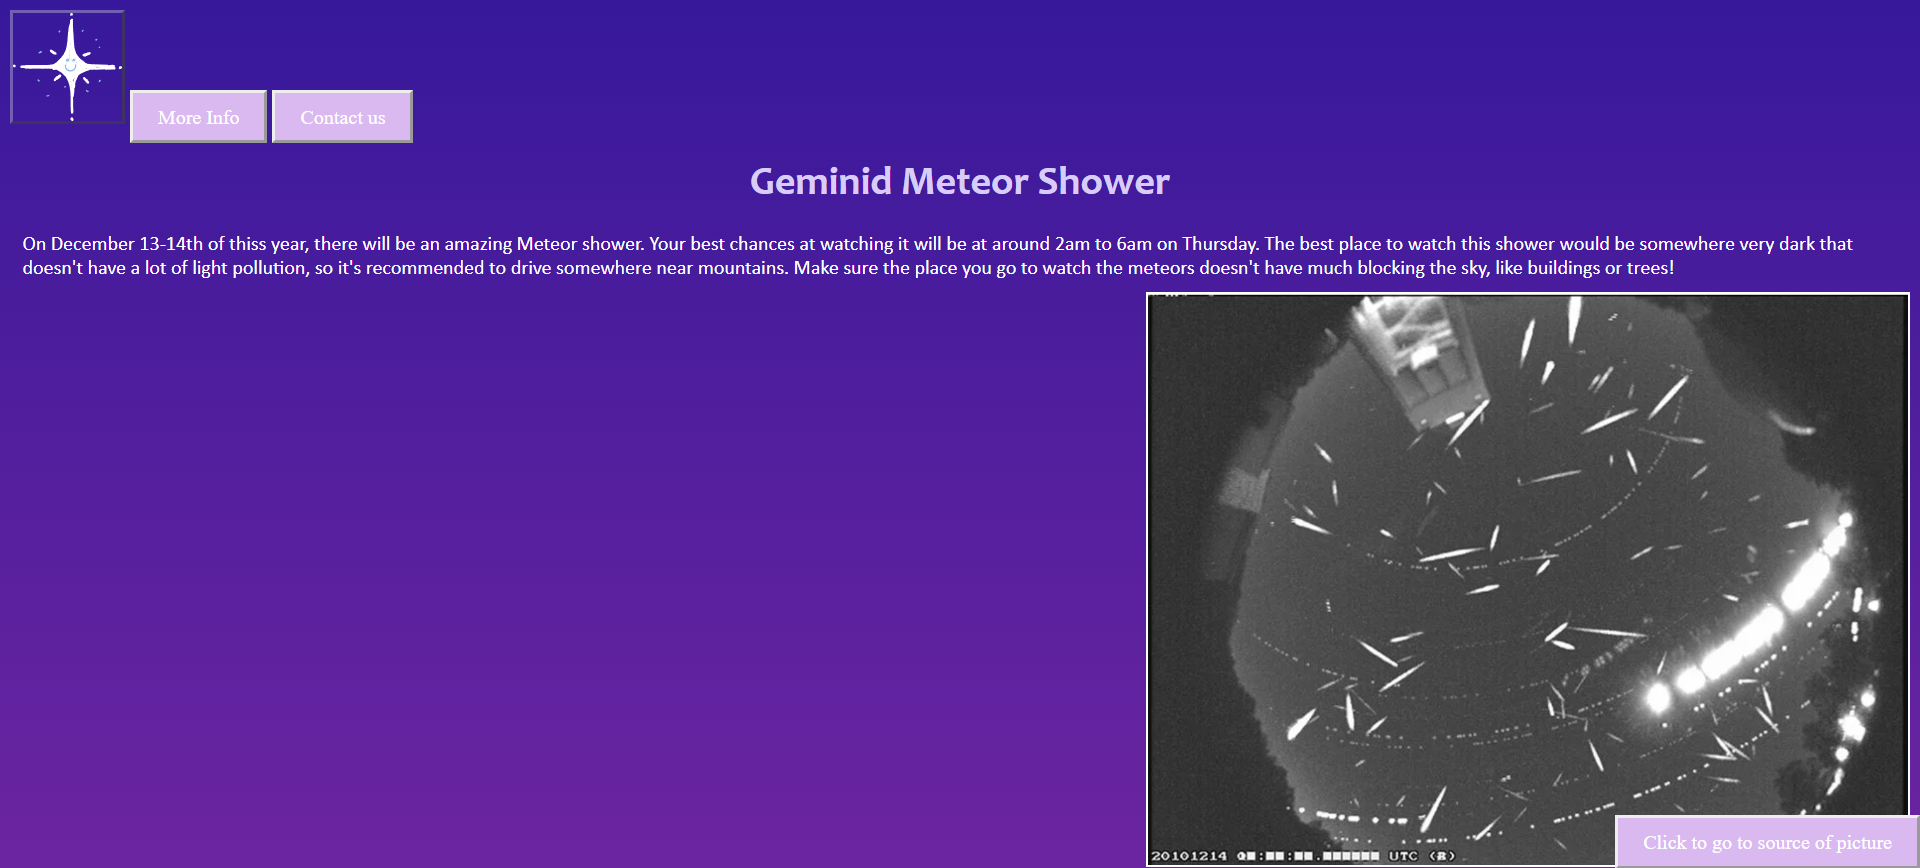 More Info
Contact us
Geminid Meteor Shower
On December 13-14th of thiss year, there will be an amazing Meteor shower. Your best chances at watching it will be at around 2am to 6am on Thursday. The best place to watch this shower would be somewhere very dark that
doesn't have a lot of light pollution, so it's recommended to drive somewhere near mountains. Make sure the place you go to watch the meteors doesn't have much blocking the sky, like buildings or trees!
20101214 UTC (R)
Click to go to source of picture